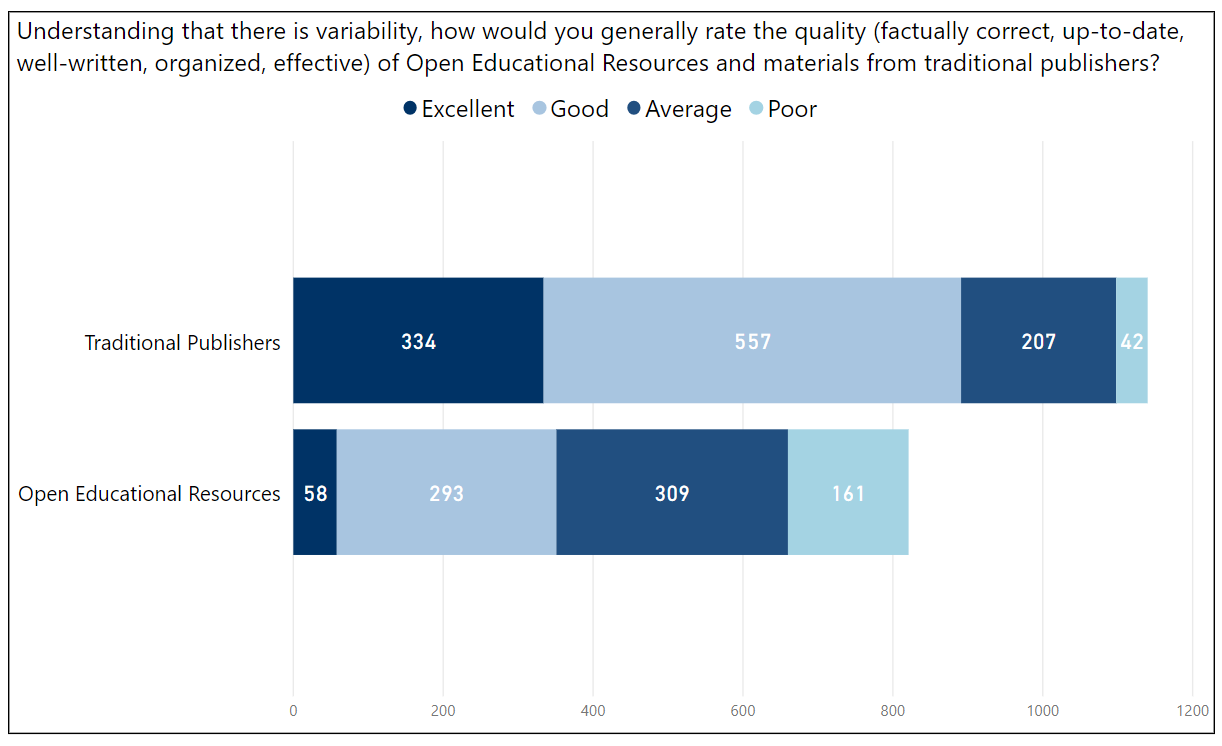 Understanding that there is variability, how would you generally rate the quality (factually correct, up-to-date,
well-written, organized, effective) of Open Educational Resources and materials from traditional publishers?
Excellent Good Average Poor
Traditional Publishers 334 557 207 42
Open Educational Resources 58 293 309 161
0 200 400 600 800 1000 1200